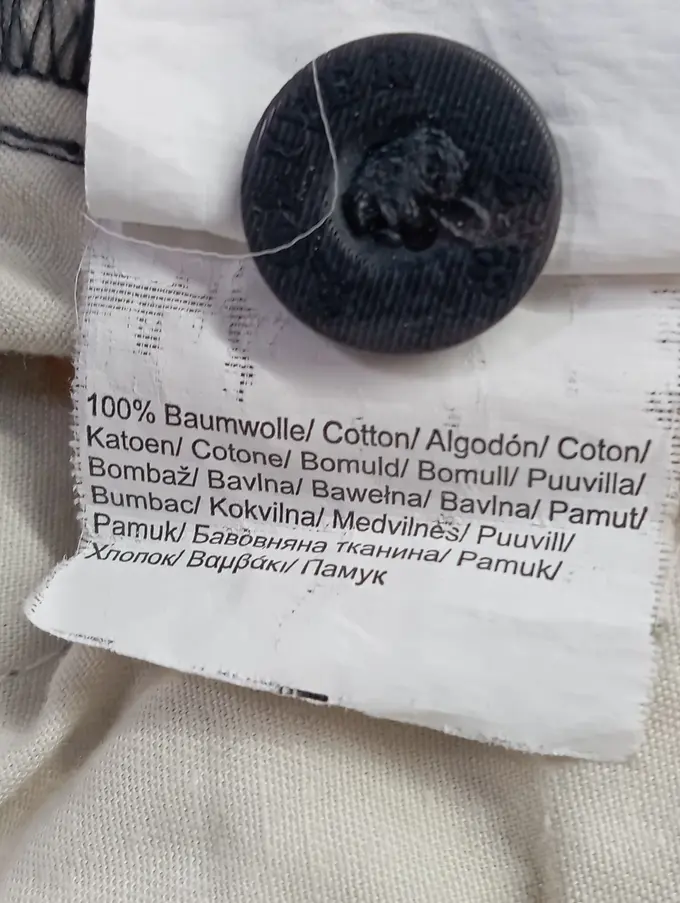 100% Baumwolle/ Cotton/ Algodón/ Coton/
Katoen/ Cotone/ Bomuld/ Bomull/ Puuvilla/
Bombaž/ Bavlna/ Bawełna/ Bavlna/ Pamut/
Bumbac/ Kokvilna/ Medvilnės/ Puuvill/
Pamuk/ Бавовняна тканина/ Pamuk/
Хлопок/ Βαμβάκι/ Памук